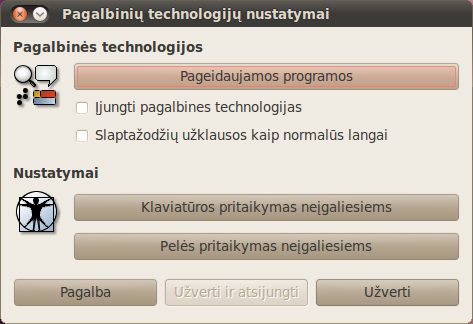 Pagalbinių technologijų nustatymai
Pagalbinės technologijos
Pageidaujamos programos
Įjungti pagalbines technologijas
Slaptažodžių užklausos kaip normalūs langai
Nustatymai
Klaviatūros pritaikymas neįgaliesiems
Pelės pritaikymas neįgaliesiems
Pagalba
Užverti ir atsijungti
Užverti